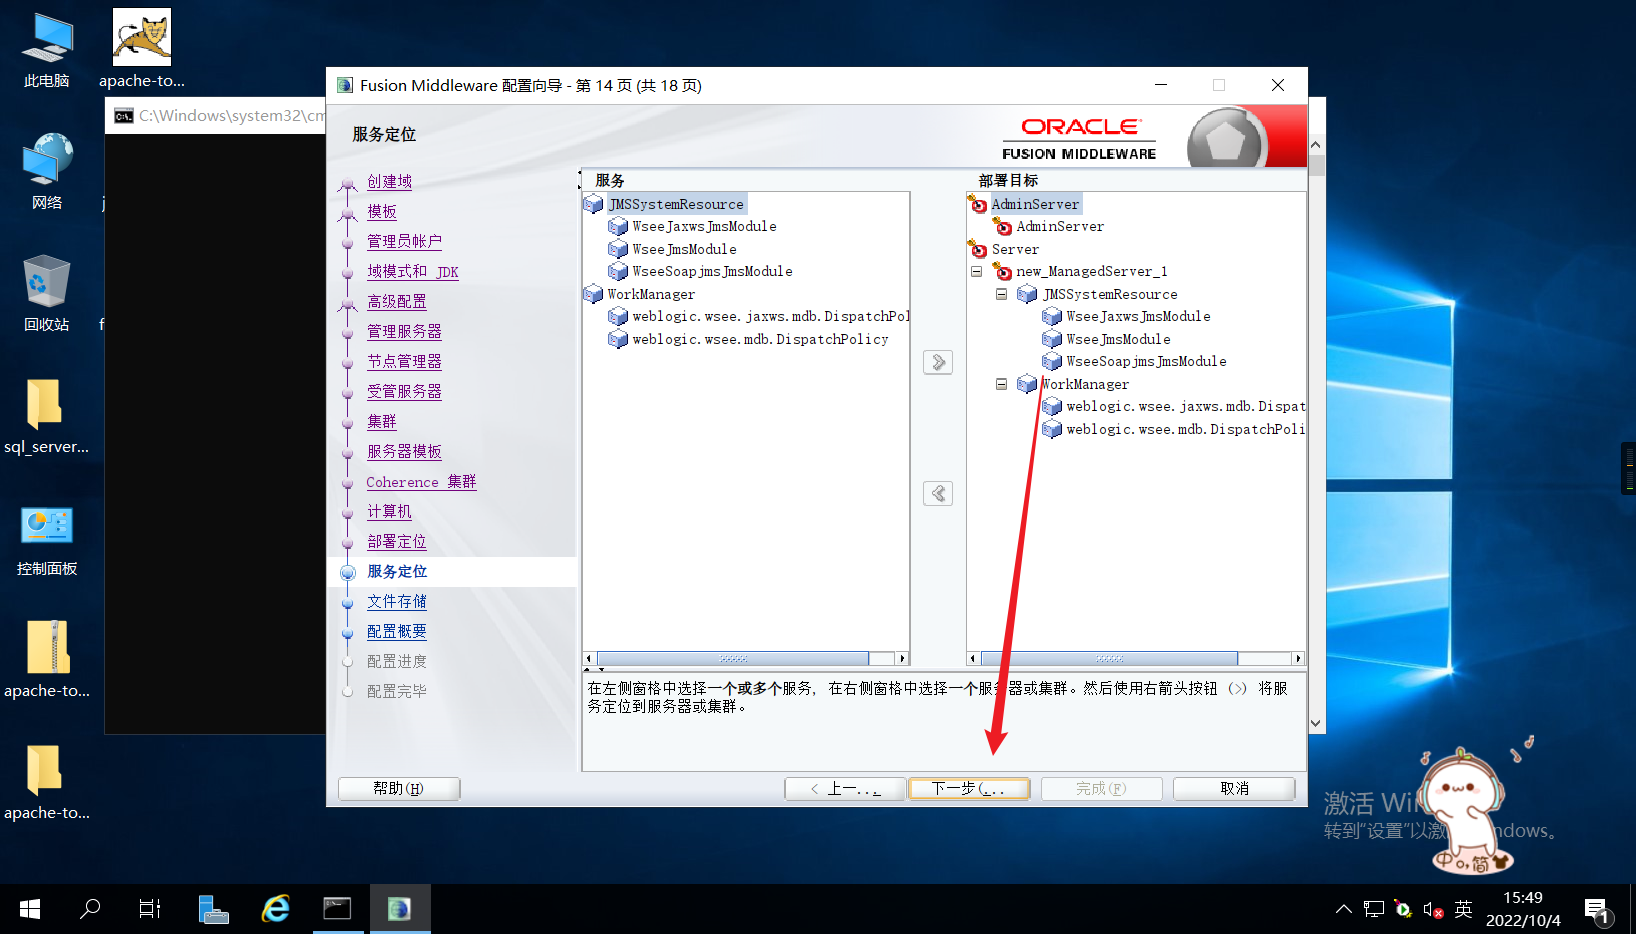 此电脑
apache-to...
网络
回收站
sql_server...
控制面板
apache-to...
apache-to...
C:\Windows\system32\cm
Fusion Middleware 配置向导 - 第 14 页 (共 18 页)
服务定位
ORACLE
FUSION MIDDLEWARE
创建域
模板
管理员帐户
域模式和 JDK
高级配置
管理服务器
节点管理器
受管服务器
集群
服务器模板
Coherence 集群
计算机
部署定位
服务定位
文件存储
配置概要
配置进度
配置完毕
服务
JMSSystemResource
WseeJaxwsJmsModule
WseeJmsModule
WseeSoapjmsJmsModule
WorkManager
weblogic.wsee.jaxws.mdb.DispatchPol
weblogic.wsee.mdb.DispatchPolicy
部署目标
AdminServer
AdminServer
Server
new_ManagedServer_1
JMSSystemResource
WseeJaxwsJmsModule
WseeJmsModule
WseeSoapjmsJmsModule
WorkManager
weblogic.wsee.jaxws.mdb.Dispat
weblogic.wsee.mdb.DispatchPoli
在左侧窗格中选择一个或多个服务, 在右侧窗格中选择一个服务器或集群。然后使用右箭头按钮 (>) 将服
务定位到服务器或集群。
帮助(H)
< 上一...
下一步(...
完成(F)
取消
激活 Wi
转到"设置"以激 ndows。
中 简
英
15:49
2022/10/4
1